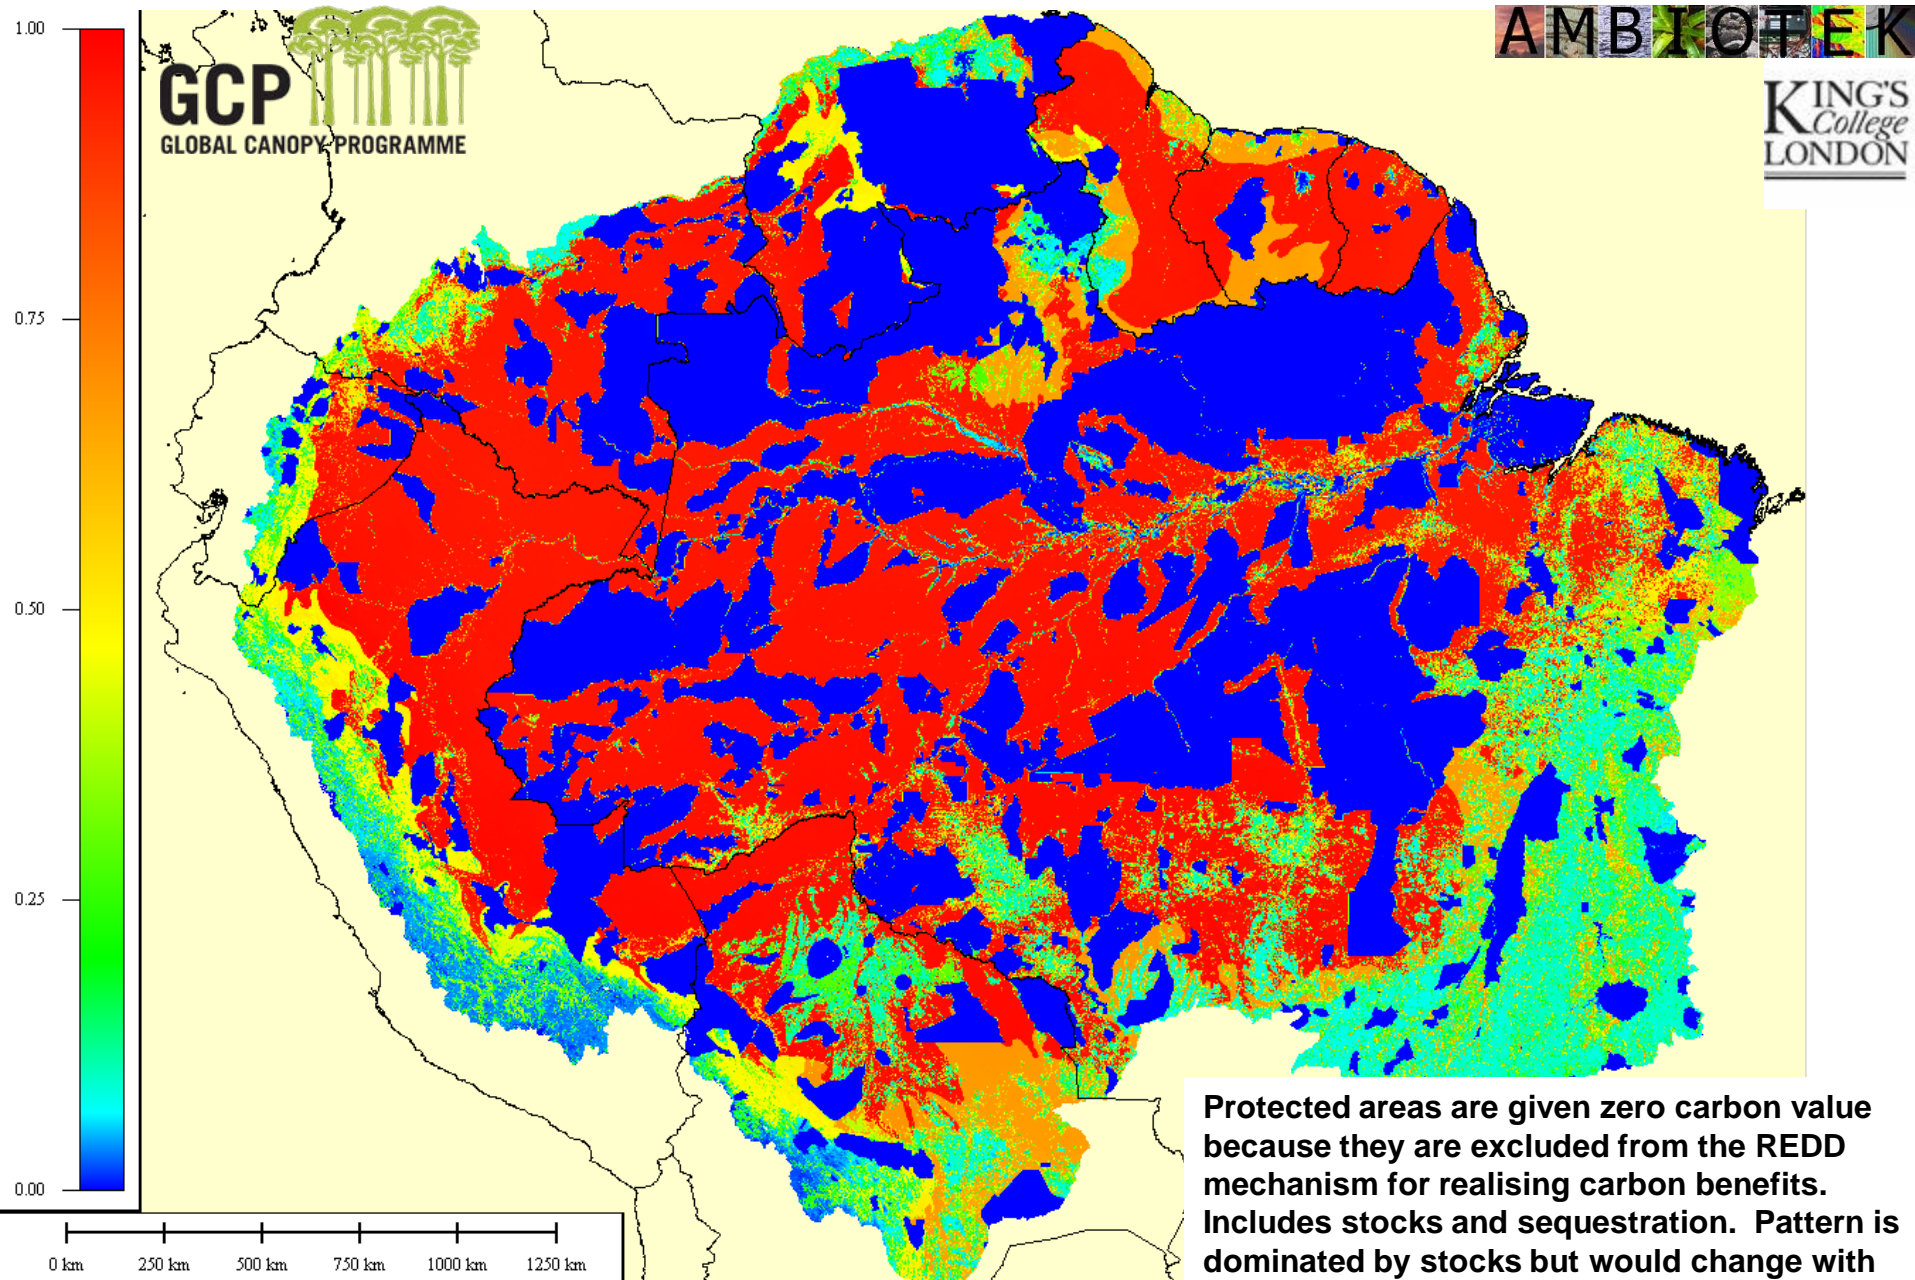 1.00
GCP
GLOBAL CANOPY PROGRAMME
AMBIOTEK
KING'S
College
LONDON
0.75
0.50
0.25
0.00
0 km 250 km 500 km 750 km 1000 km 1250 km
Protected areas are given zero carbon value
because they are excluded from the REDD
mechanism for realising carbon benefits.
Includes stocks and sequestration. Pattern is
dominated by stocks but would change with